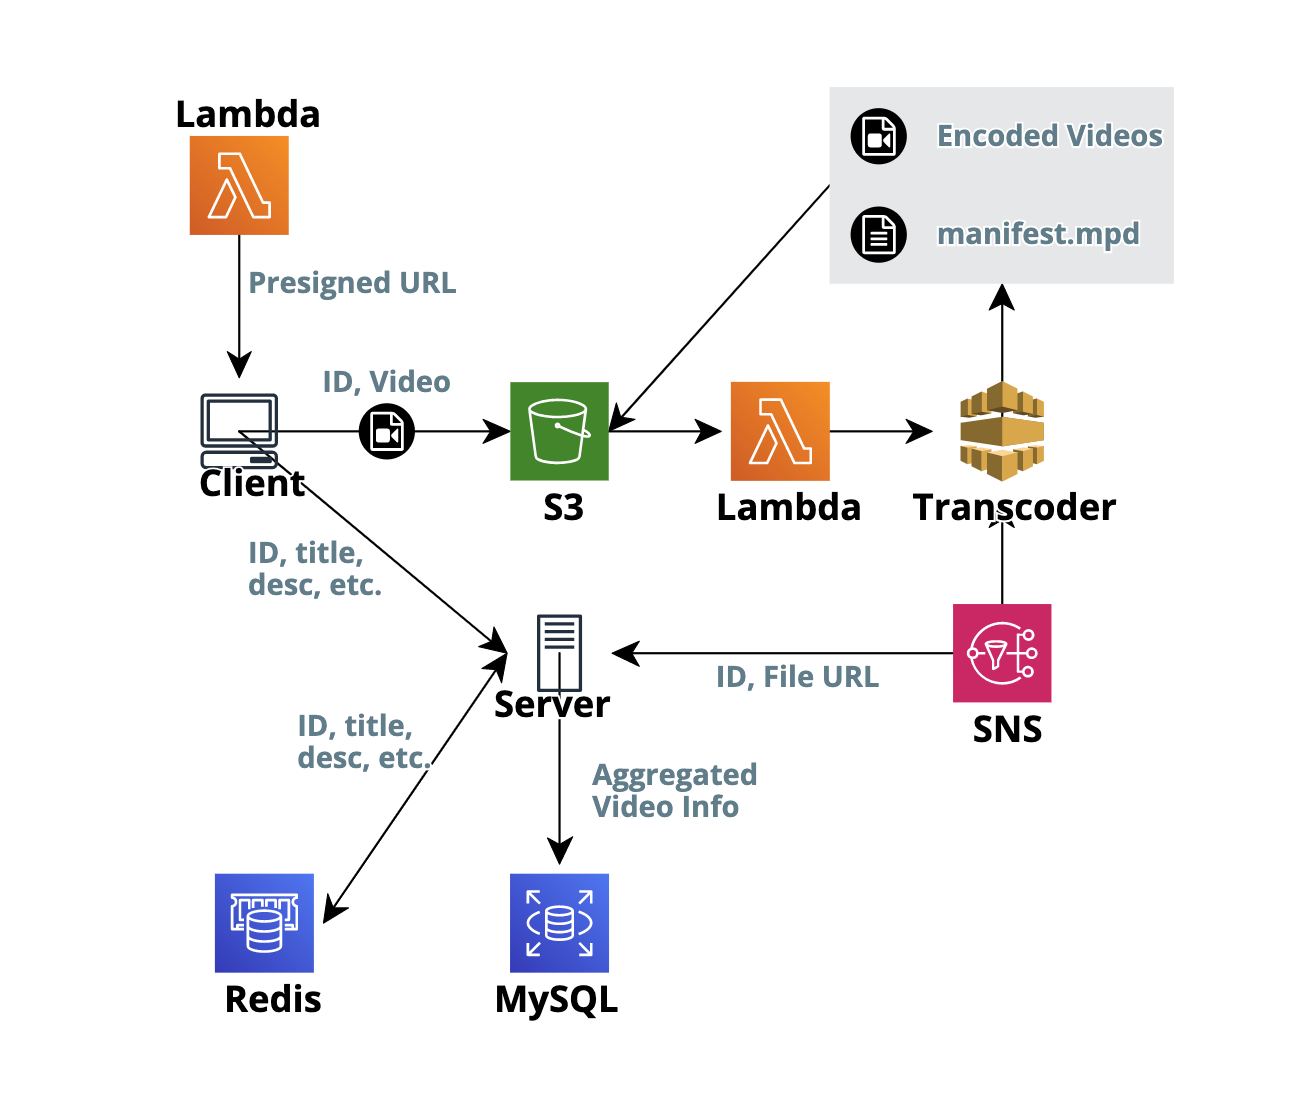 Lambda
Encoded Videos
manifest.mpd
Presigned URL
ID, Video
Client
S3
Lambda
Transcoder
ID, title,
desc, etc.
Server
ID, File URL
SNS
ID, title,
desc, etc.
Aggregated
Video Info
Redis
MySQL